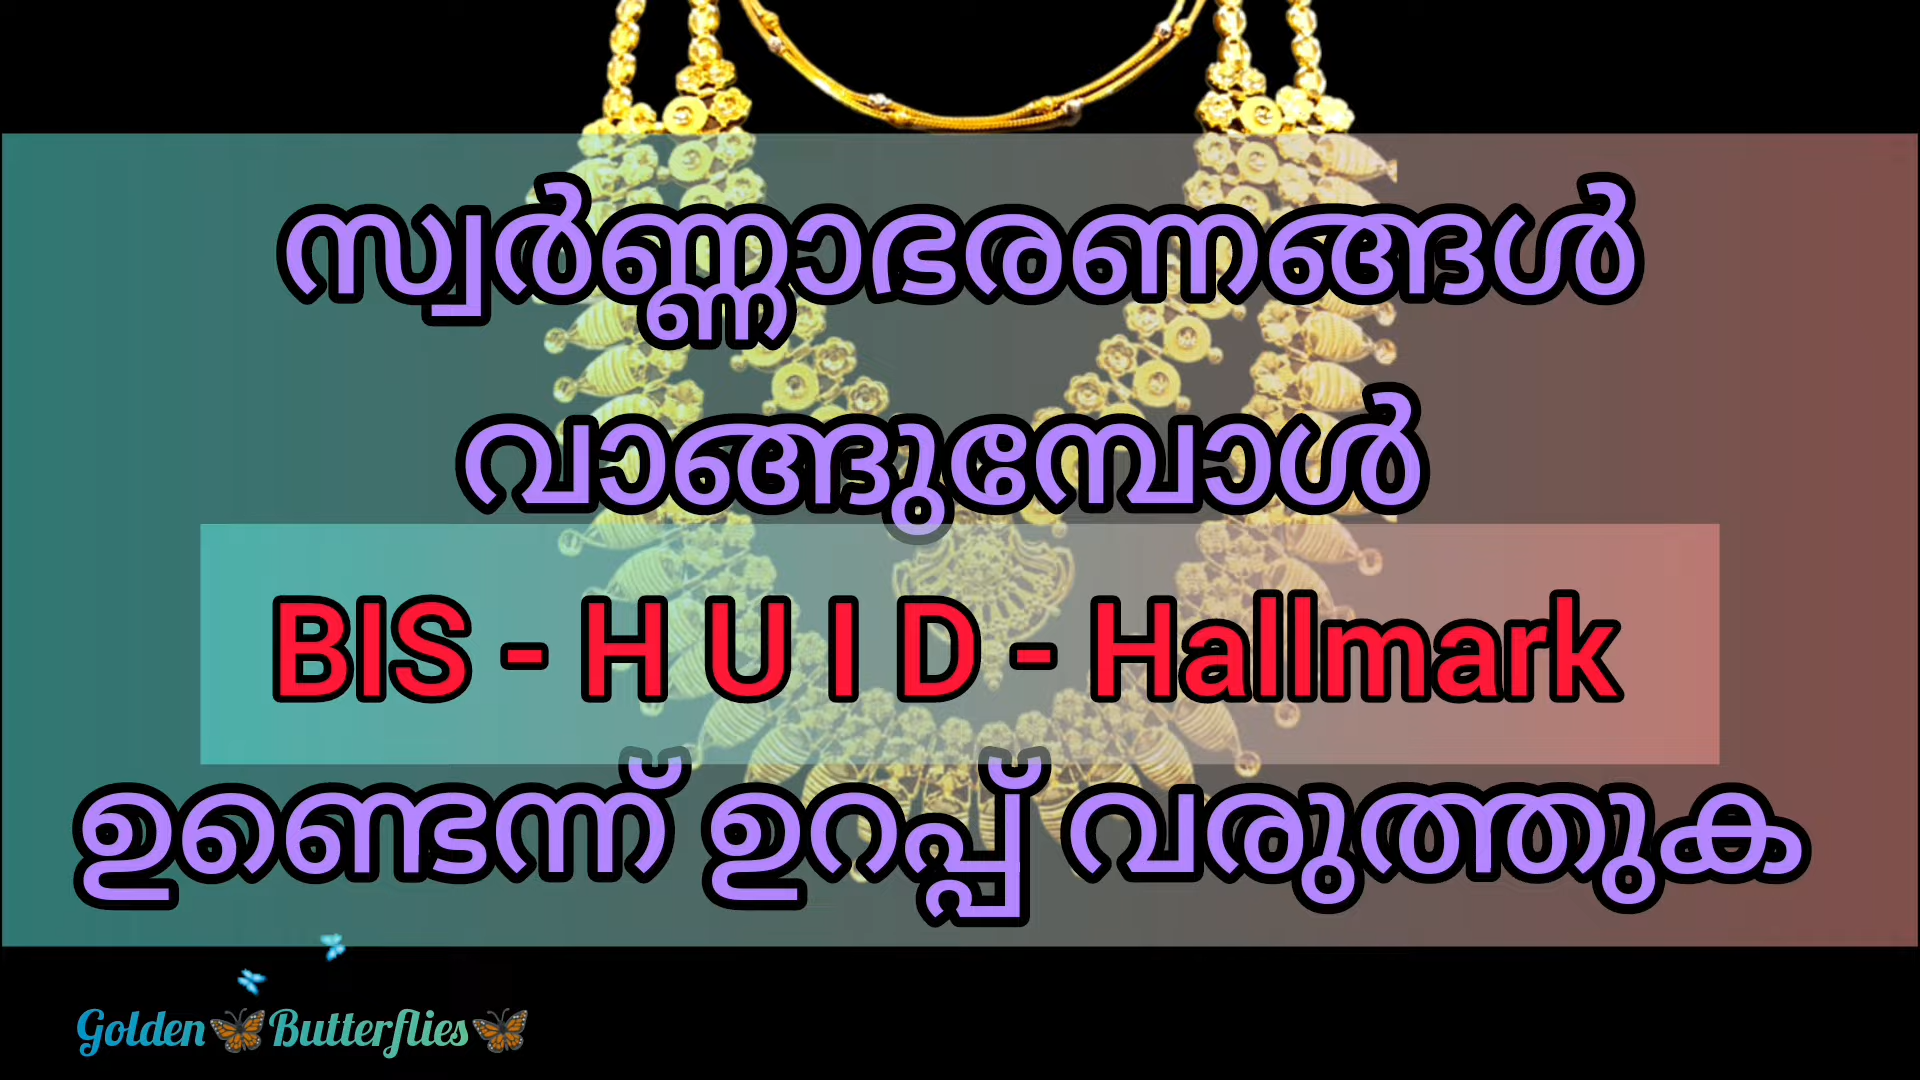 സ്വർണ്ണാഭരണങ്ങൾ
വാങ്ങുമ്പോൾ
BIS - H U I D - Hallmark
ഉണ്ടെന്ന് ഉറപ്പ് വരുത്തുക
Golden🦋Butterflies🦋